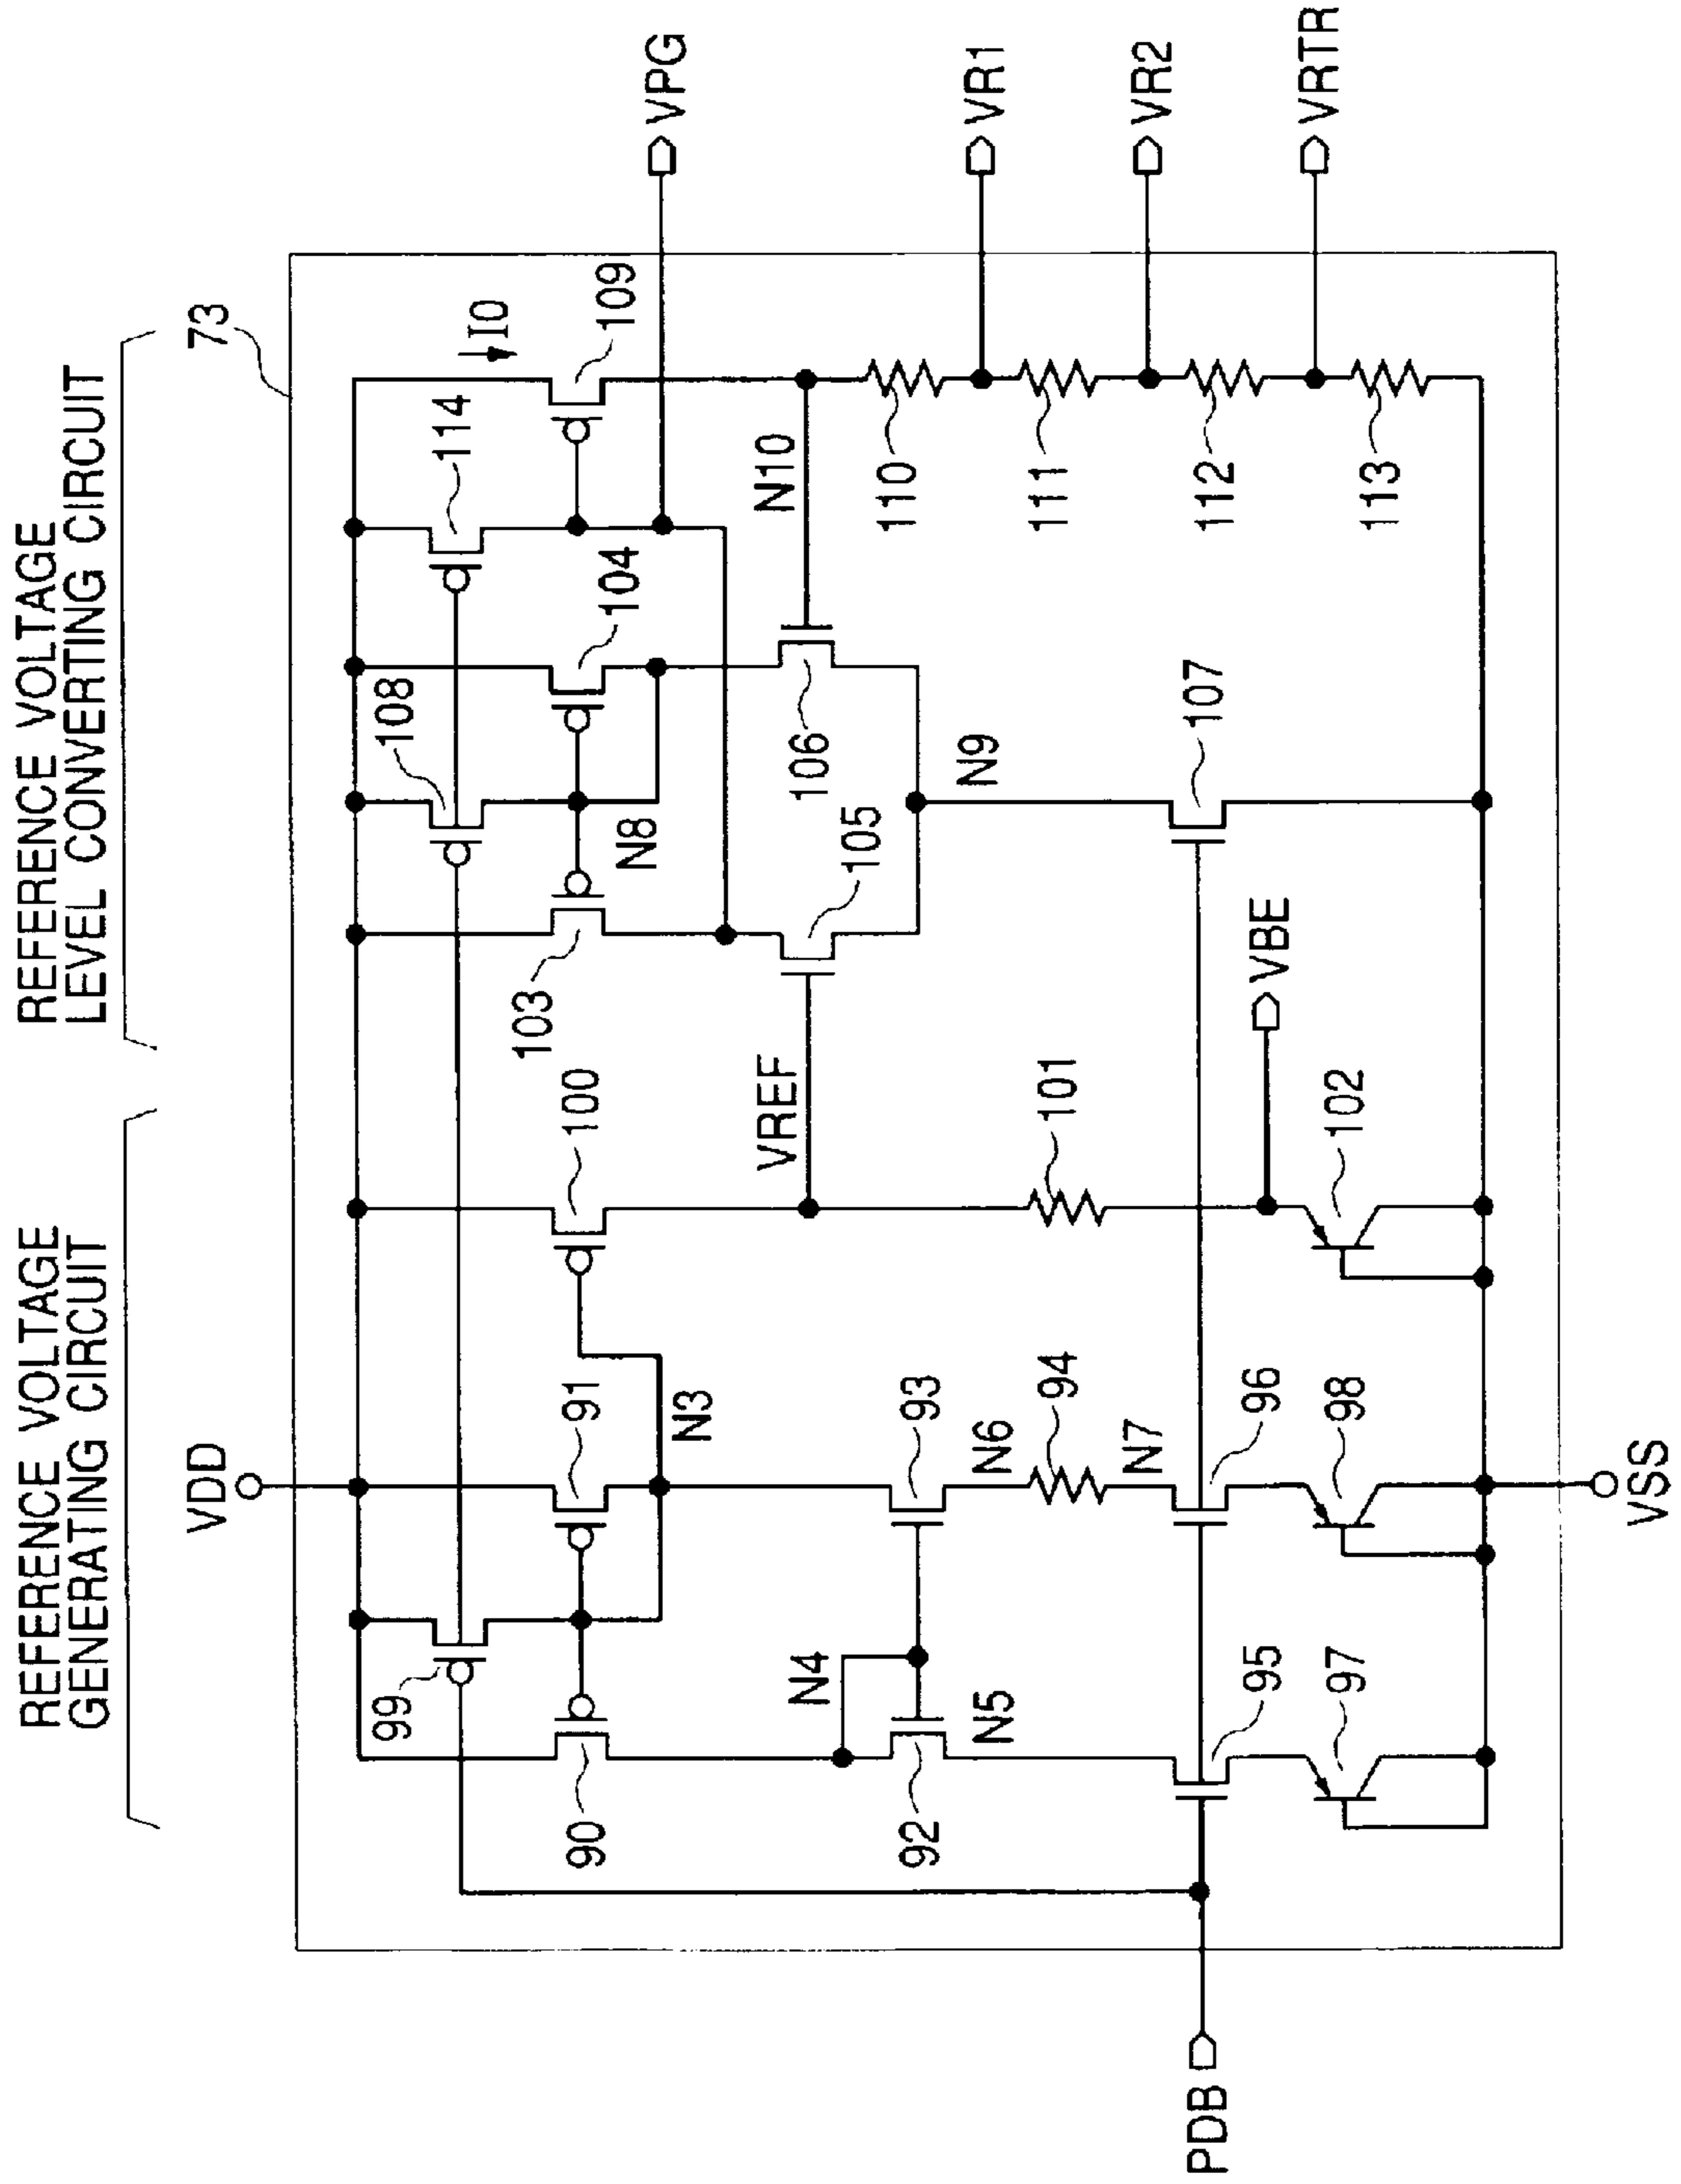 REFERENCE VOLTAGE
GENERATING CIRCUIT
REFERENCE VOLTAGE
LEVEL CONVERTING CIRCUIT
73
VDD
99
108
114
I0
90
91
100
103
104
109
N8
VPG
N3
N4
VREF
N10
92
93
105
106
110
N5
N6
N9
VR1
94
101
111
N7
VR2
PDB
95
96
107
112
VBE
VRTR
97
98
102
113
VSS